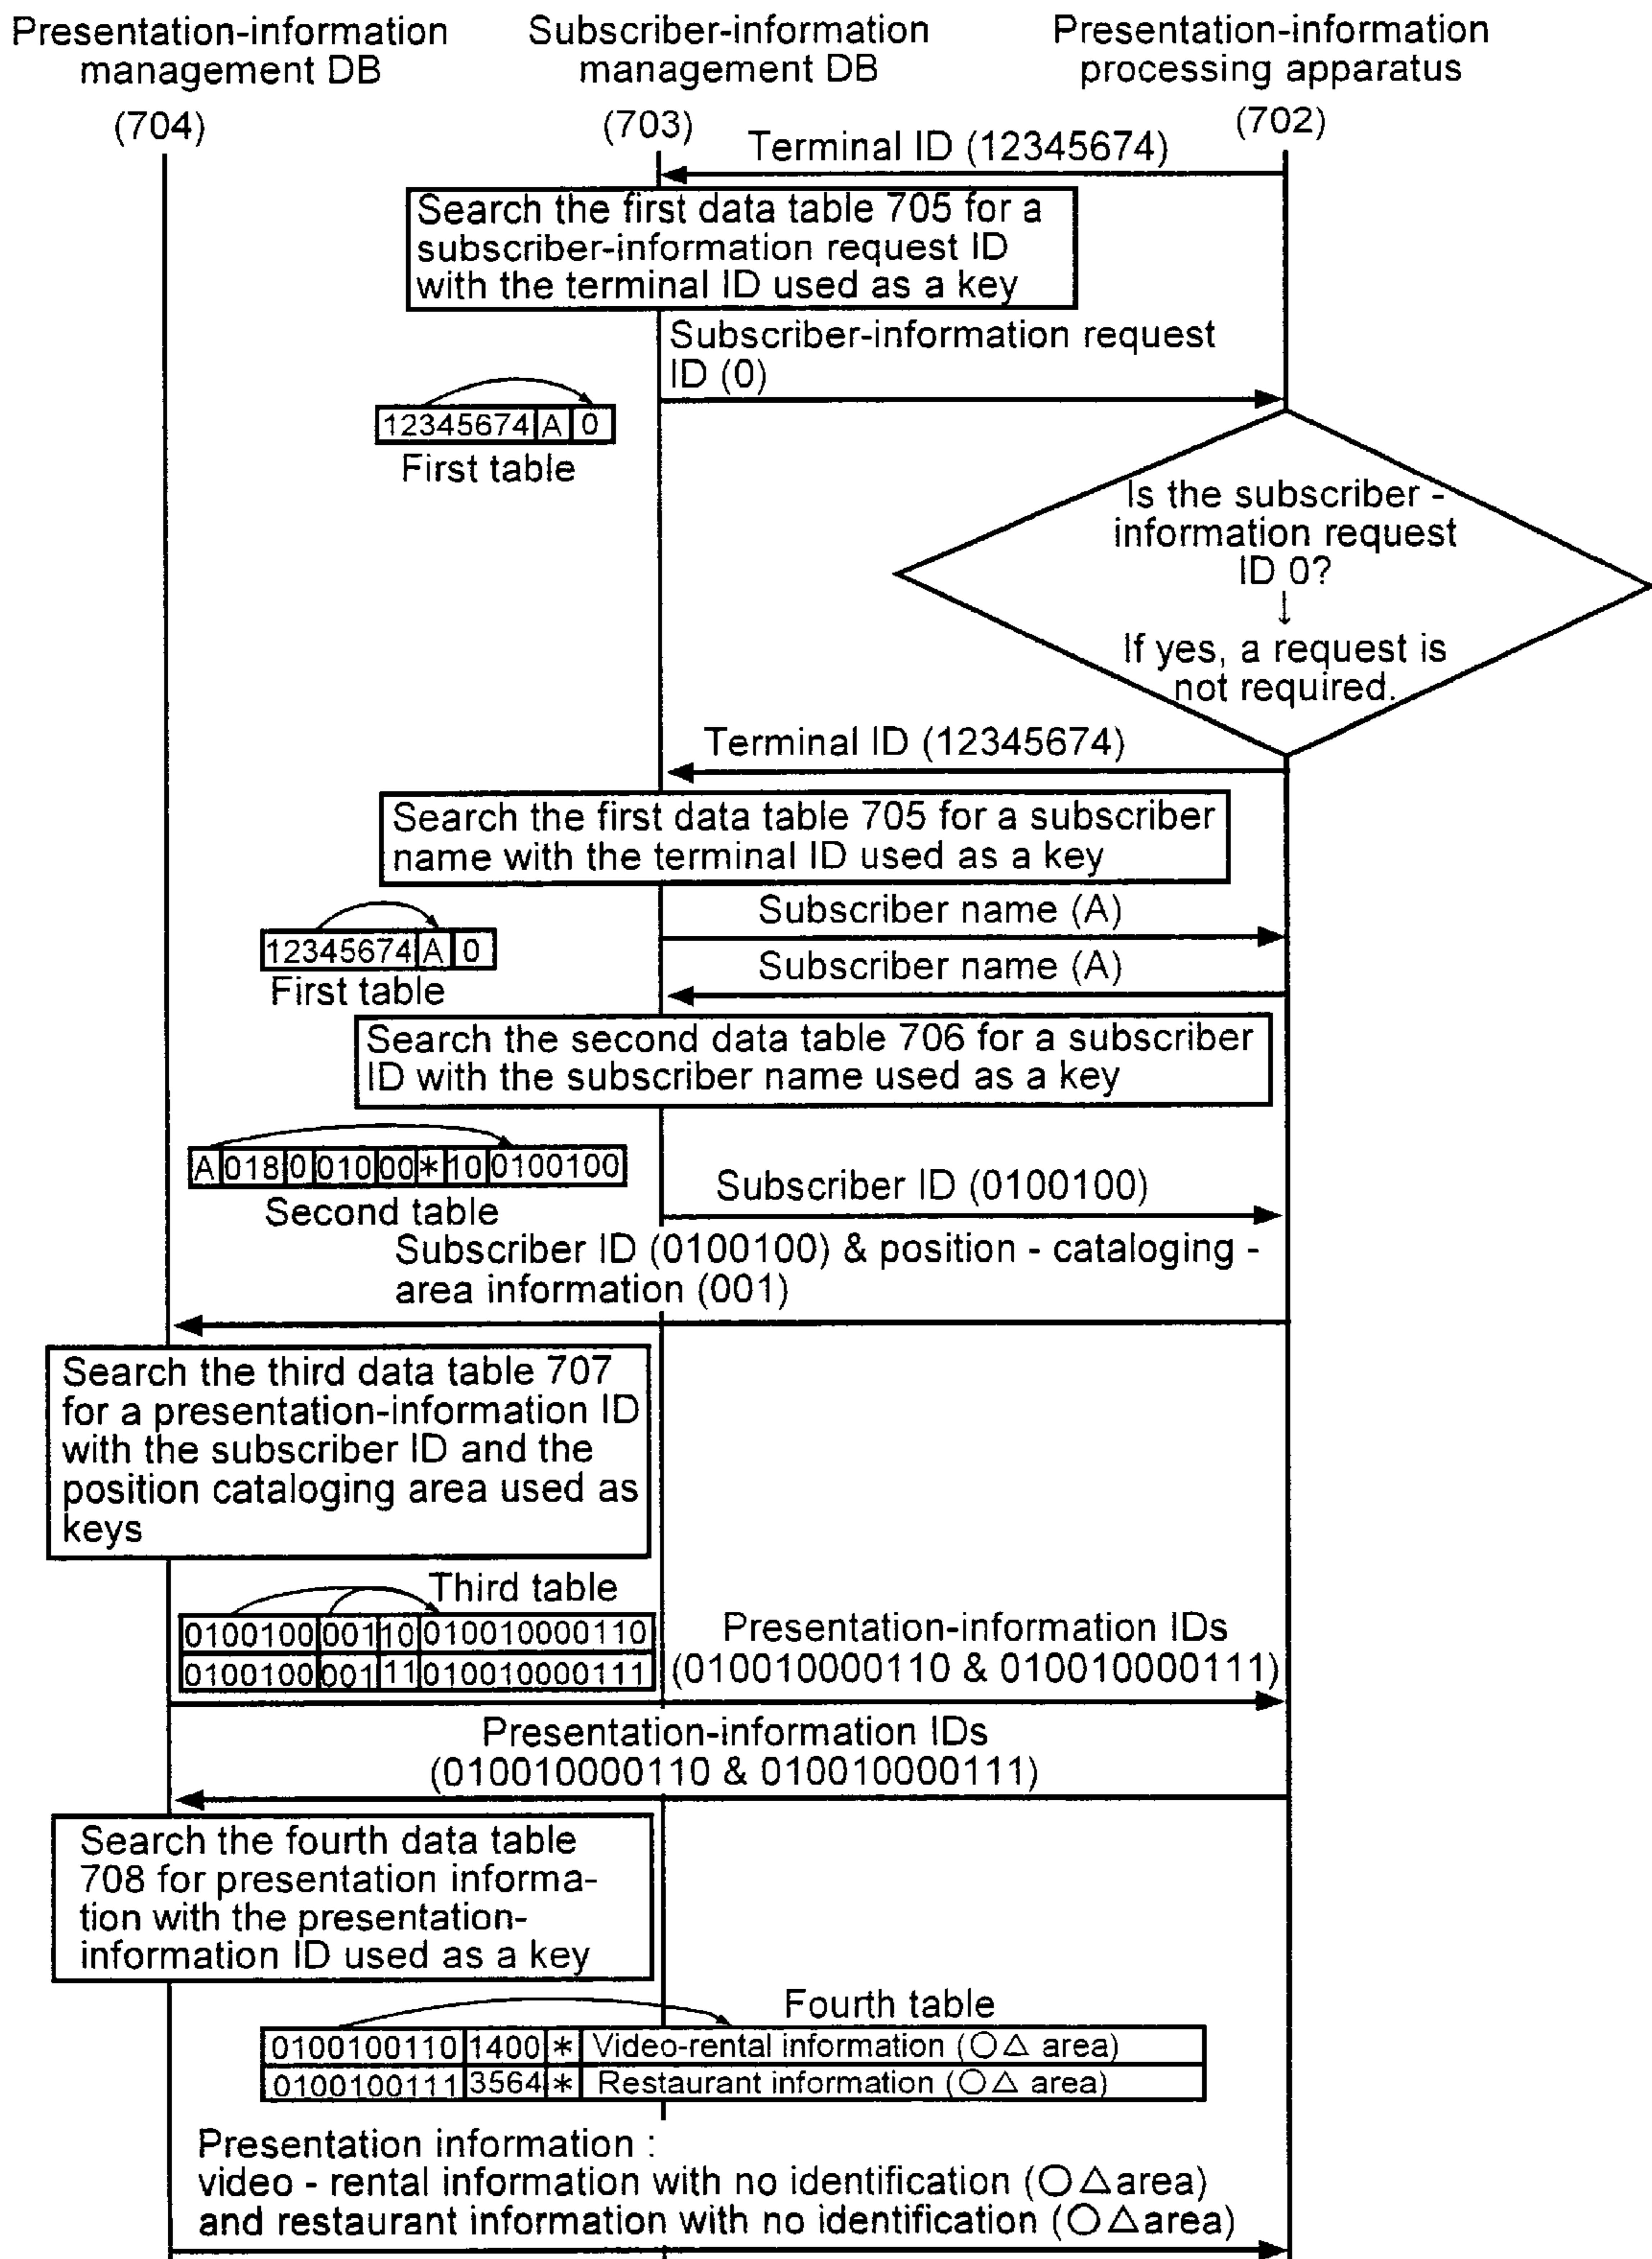 Presentation-information
management DB
(704)
Subscriber-information
management DB
(703)
Presentation-information
processing apparatus
(702)
Terminal ID (12345674)
Search the first data table 705 for a
subscriber-information request ID
with the terminal ID used as a key
Subscriber-information request
ID (0)
12345674 A 0
First table
Is the subscriber -
information request
ID 0?
↓
If yes, a request is
not required.
Terminal ID (12345674)
Search the first data table 705 for a subscriber
name with the terminal ID used as a key
Subscriber name (A)
12345674 A 0
First table
Subscriber name (A)
Search the second data table 706 for a subscriber
ID with the subscriber name used as a key
A 018 0 010 00 * 10 0100100
Second table
Subscriber ID (0100100)
Subscriber ID (0100100) & position - cataloging -
area information (001)
Search the third data table 707
for a presentation-information ID
with the subscriber ID and the
position cataloging area used as
keys
Third table
0100100 001 10 010010000110
0100100 001 11 010010000111
Presentation-information IDs
(010010000110 & 010010000111)
Presentation-information IDs
(010010000110 & 010010000111)
Search the fourth data table
708 for presentation informa-
tion with the presentation-
information ID used as a key
Fourth table
0100100110 1400 * Video-rental information (○△ area)
0100100111 3564 * Restaurant information (○△ area)
Presentation information :
video - rental information with no identification (○△area)
and restaurant information with no identification (○△area)